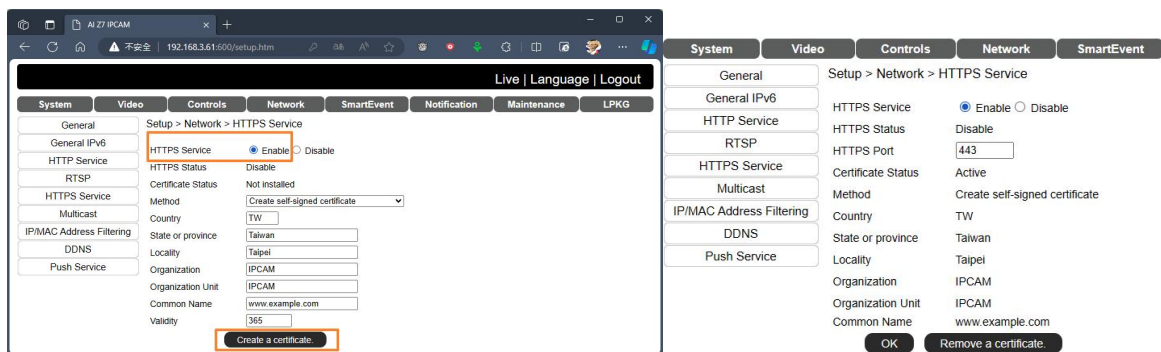 AI Z7 IPCAM
不安全 192.168.3.61:600/setup.htm
Live | Language | Logout
System Video Controls Network SmartEvent Notification Maintenance LPKG
General
General IPv6
HTTP Service
RTSP
HTTPS Service
Multicast
IP/MAC Address Filtering
DDNS
Push Service
Setup > Network > HTTPS Service
HTTPS Service Enable Disable
HTTPS Status Disable
Certificate Status Not installed
Method Create self-signed certificate
Country TW
State or province Taiwan
Locality Taipei
Organization IPCAM
Organization Unit IPCAM
Common Name www.example.com
Validity 365
Create a certificate.
System Video Controls Network SmartEvent
General
General IPv6
HTTP Service
RTSP
HTTPS Service
Multicast
IP/MAC Address Filtering
DDNS
Push Service
Setup > Network > HTTPS Service
HTTPS Service Enable Disable
HTTPS Status Disable
HTTPS Port 443
Certificate Status Active
Method Create self-signed certificate
Country TW
State or province Taiwan
Locality Taipei
Organization IPCAM
Organization Unit IPCAM
Common Name www.example.com
OK Remove a certificate.